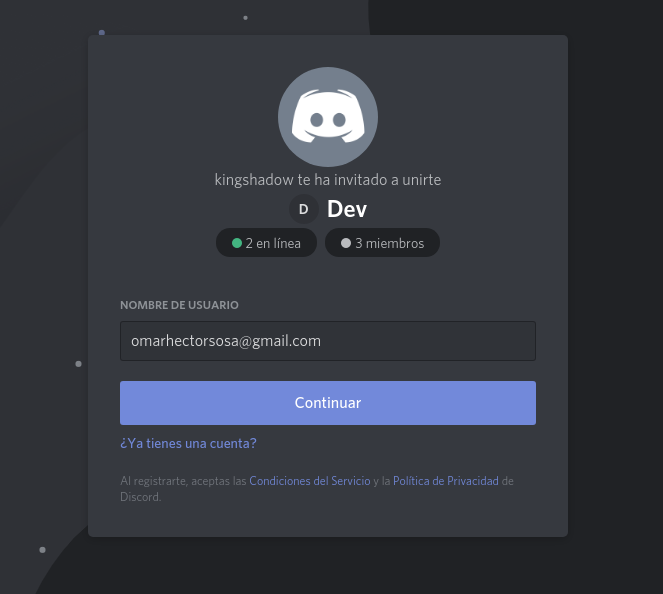 kingshadow te ha invitado a unirte
D Dev
2 en línea 3 miembros
NOMBRE DE USUARIO
omarhectorsosa@gmail.com
Continuar
¿Ya tienes una cuenta?
Al registrarte, aceptas las Condiciones del Servicio y la Política de Privacidad de
Discord.